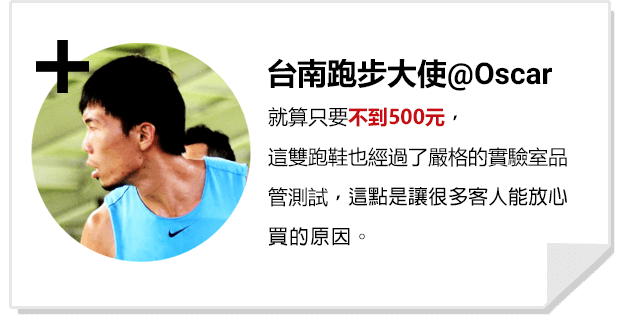 台南跑步大使@Oscar
就算只要不到500元，
這雙跑鞋也經過了嚴格的實驗室品
管測試，這點是讓很多客人能放心
買的原因。